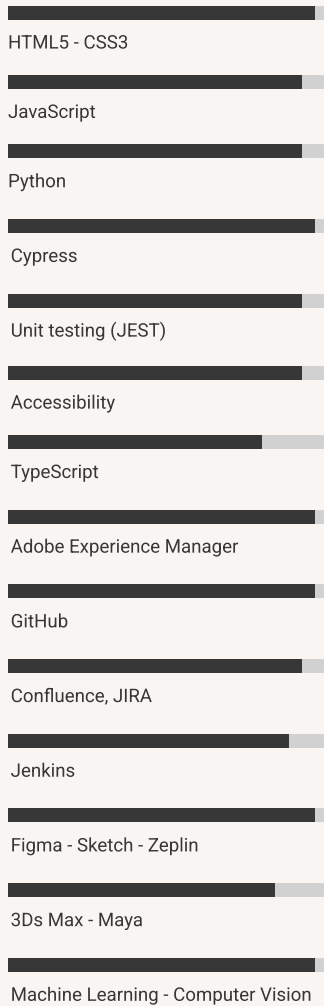 HTML5 - CSS3
JavaScript
Python
Cypress
Unit testing (JEST)
Accessibility
TypeScript
Adobe Experience Manager
GitHub
Confluence, JIRA
Jenkins
Figma - Sketch - Zeplin
3Ds Max - Maya
Machine Learning - Computer Vision